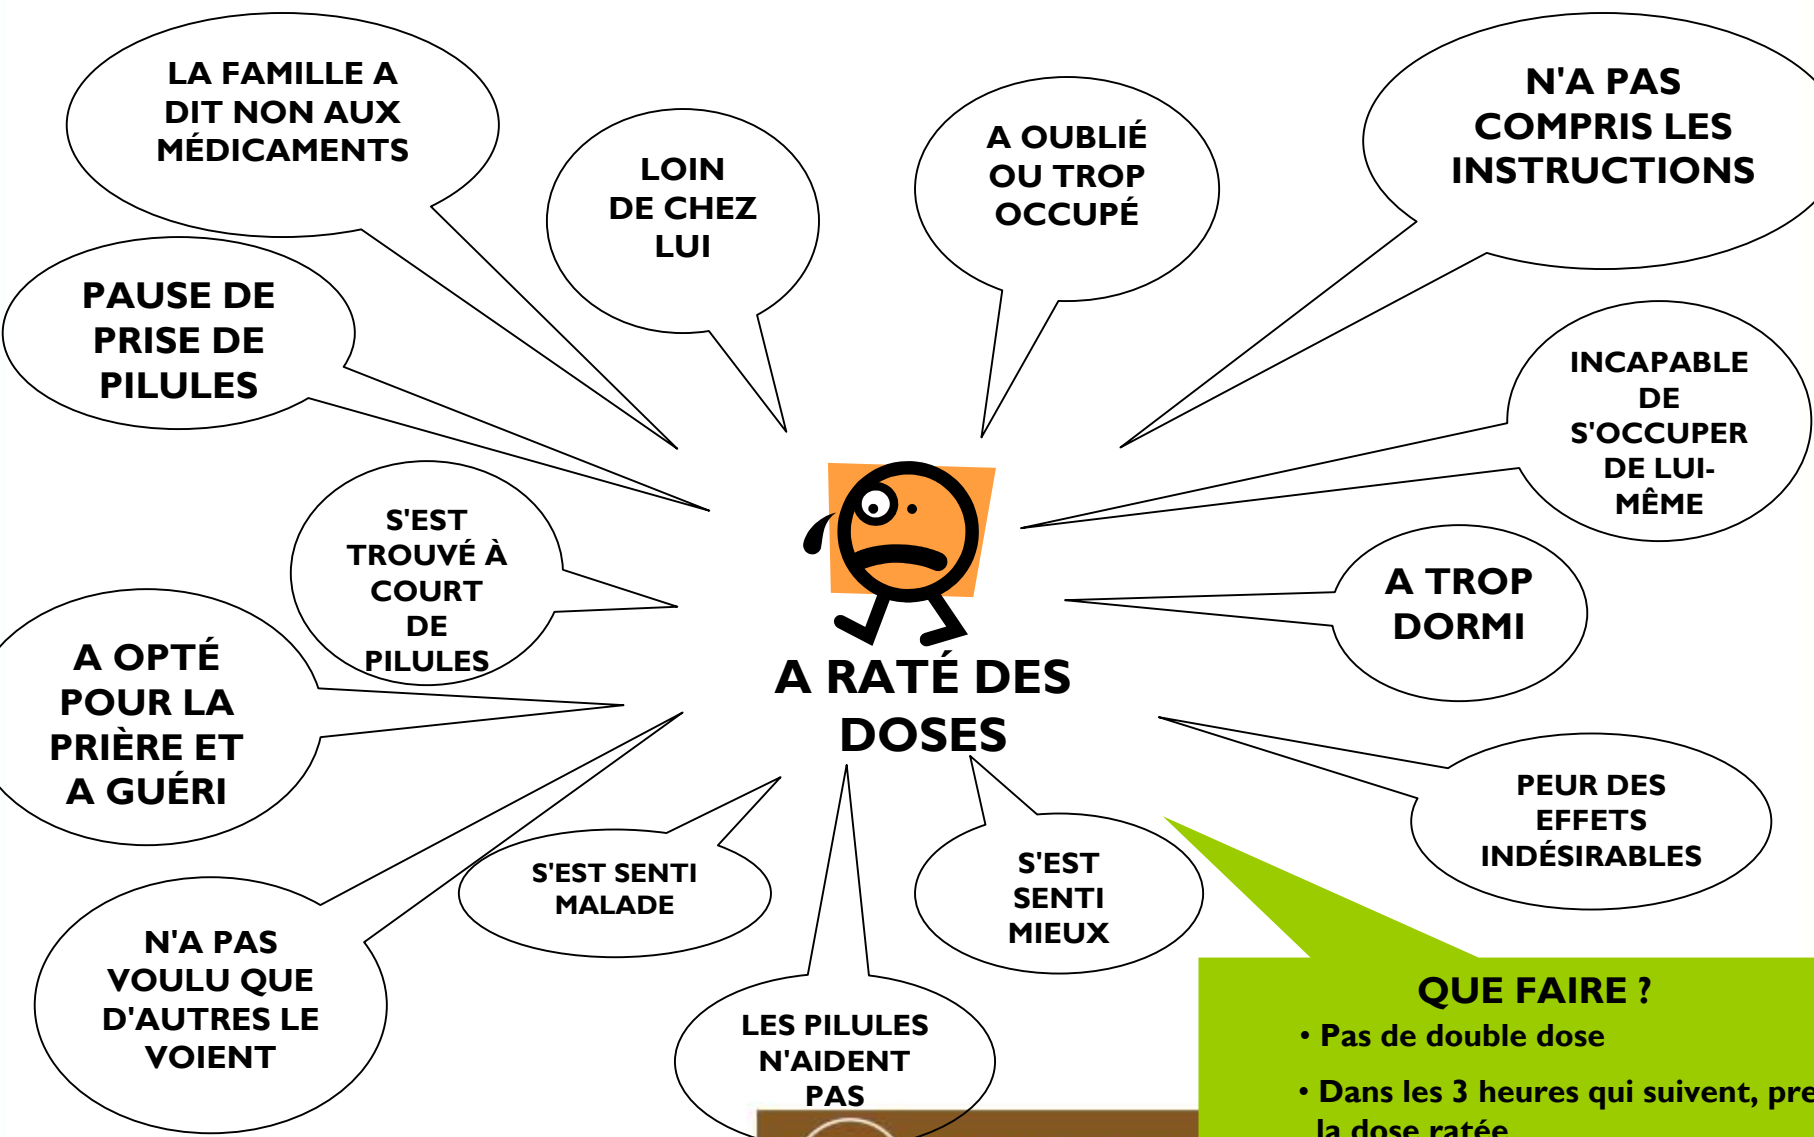 LA FAMILLE A
DIT NON AUX
MÉDICAMENTS
LOIN
DE CHEZ
LUI
A OUBLIÉ
OU TROP
OCCUPÉ
N'A PAS
COMPRIS LES
INSTRUCTIONS
PAUSE DE
PRISE DE
PILULES
INCAPABLE
DE
S'OCCUPER
DE LUI-
MÊME
S'EST
TROUVÉ À
COURT
DE
PILULES
A TROP
DORMI
A OPTÉ
POUR LA
PRIÈRE ET
A GUÉRI
A RATÉ DES
DOSES
PEUR DES
EFFETS
INDÉSIRABLES
S'EST SENTI
MALADE
S'EST
SENTI
MIEUX
N'A PAS
VOULU QUE
D'AUTRES LE
VOIENT
LES PILULES
N'AIDENT
PAS
QUE FAIRE ?
• Pas de double dose
• Dans les 3 heures qui suivent, pre
la dose ratée